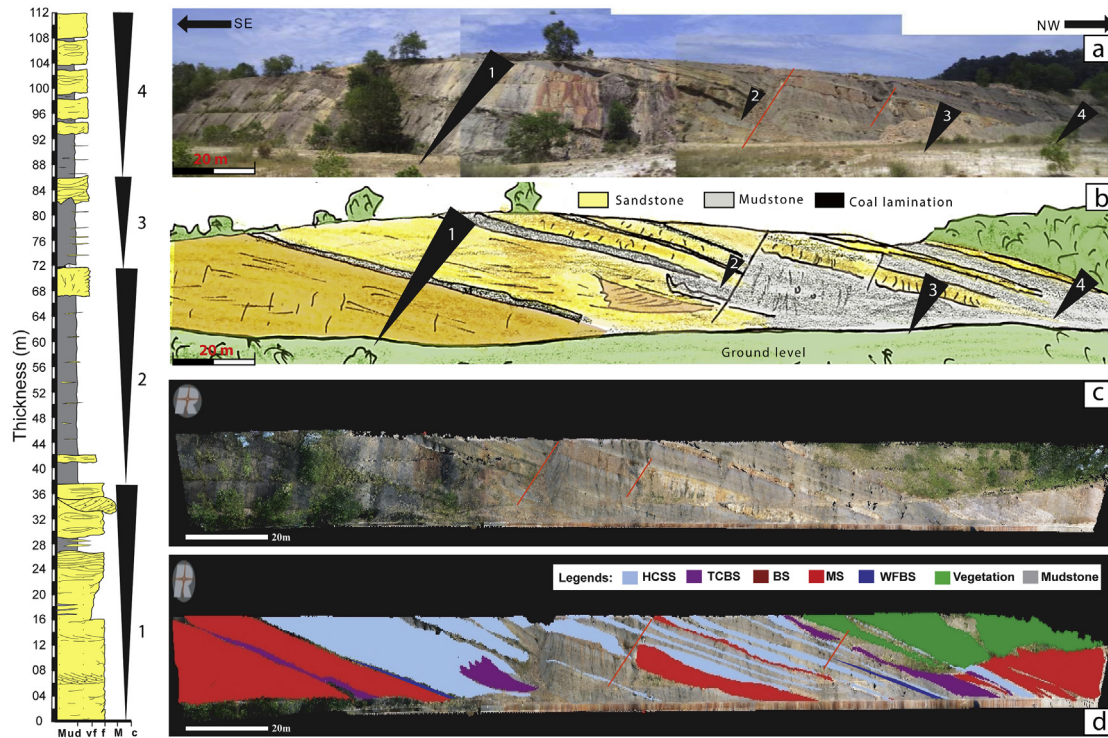 112
108
104
100
96
92
88
84
80
76
72
68
64
60
56
52
48
44
40
36
32
28
24
20
16
12
08
04
0
Thickness (m)
Mud vf f M c
4
3
2
1
SE
NW
a
1
2
3
4
20 m
b
Sandstone
Mudstone
Coal lamination
1
2
3
4
20 m
Ground level
c
20m
Legends: HCSS TCBS BS MS WFBS Vegetation Mudstone
20m
d